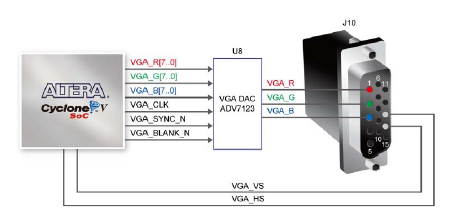 J10
U8
VGA_R[7..0]
VGA_G[7..0]
VGA_B[7..0]
VGA_CLK
VGA_SYNC_N
VGA_BLANK_N
ALTERA
Cyclone V
SoC
VGA DAC
ADV7123
VGA_R
VGA_G
VGA_B
1
6
11
5
10
15
VGA_VS
VGA_HS